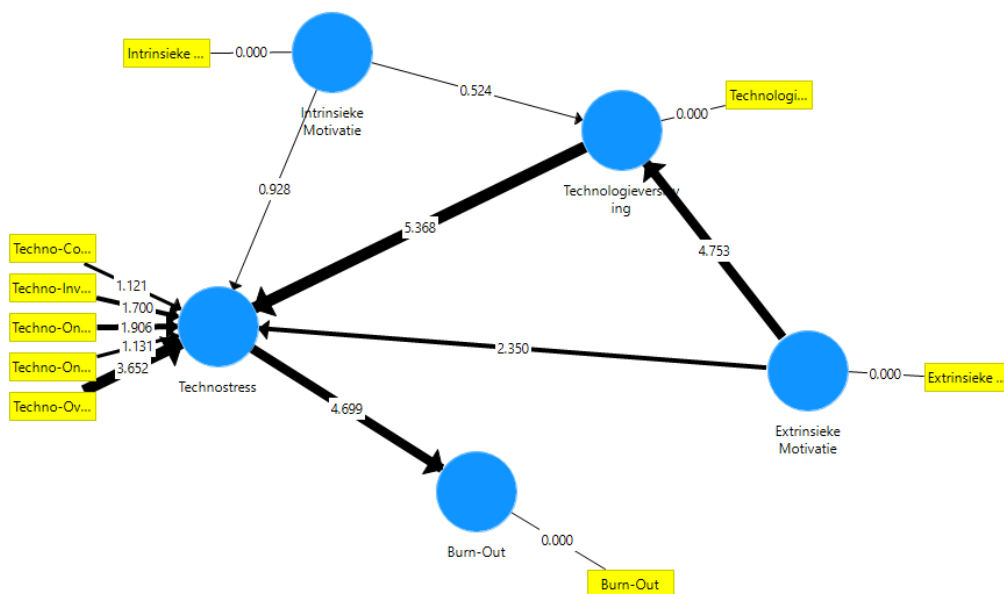 Intrinsieke ...
0.000
Intrinsieke
Motivatie
0.524
0.000
Technologi...
0.928
5.368
4.753
Techno-Co...
1.121
Techno-Inv...
1.700
Techno-On...
1.906
Techno-On...
1.131
Techno-Ov...
3.652
Technostress
2.350
0.000
Extrinsieke ...
Extrinsieke
Motivatie
4.699
Burn-Out
0.000
Burn-Out